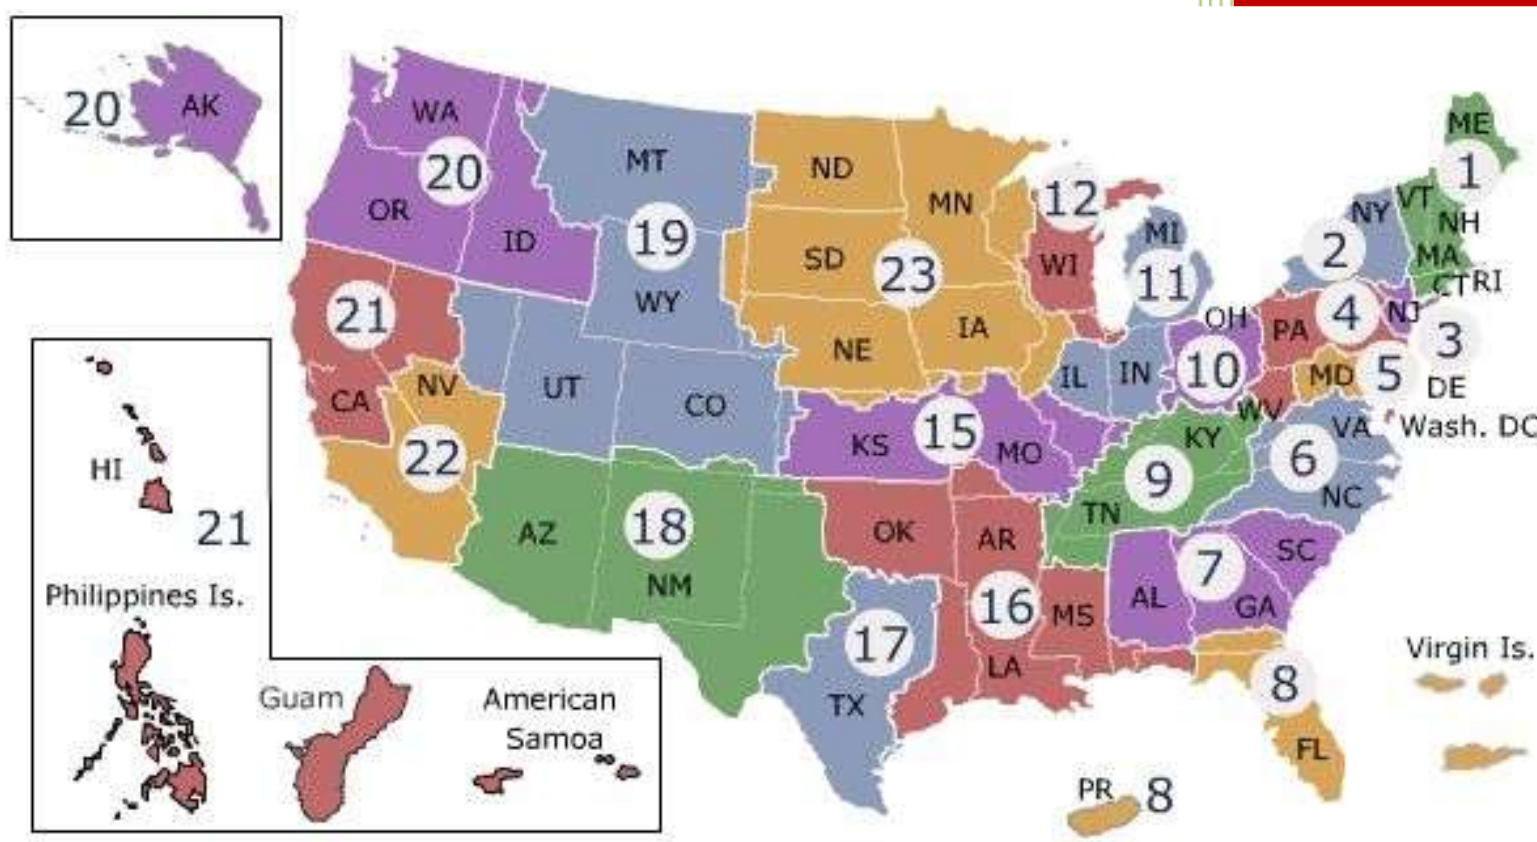 20
AK
WA
20
OR
ID
MT
19
WY
ND
MN
SD
23
NE
IA
12
WI
MI
11
ME
1
VT
NY
NH
2
MA
CT
RI
21
CA
NV
22
UT
CO
IL
IN
OH
10
PA
4
NJ
3
MD
5
DE
WV
VA
Wash. DC
6
NC
KS
15
MO
KY
9
TN
HI
21
AZ
18
NM
OK
AR
16
MS
LA
AL
7
SC
GA
17
TX
8
FL
Philippines Is.
Guam
American
Samoa
Virgin Is.
PR
8